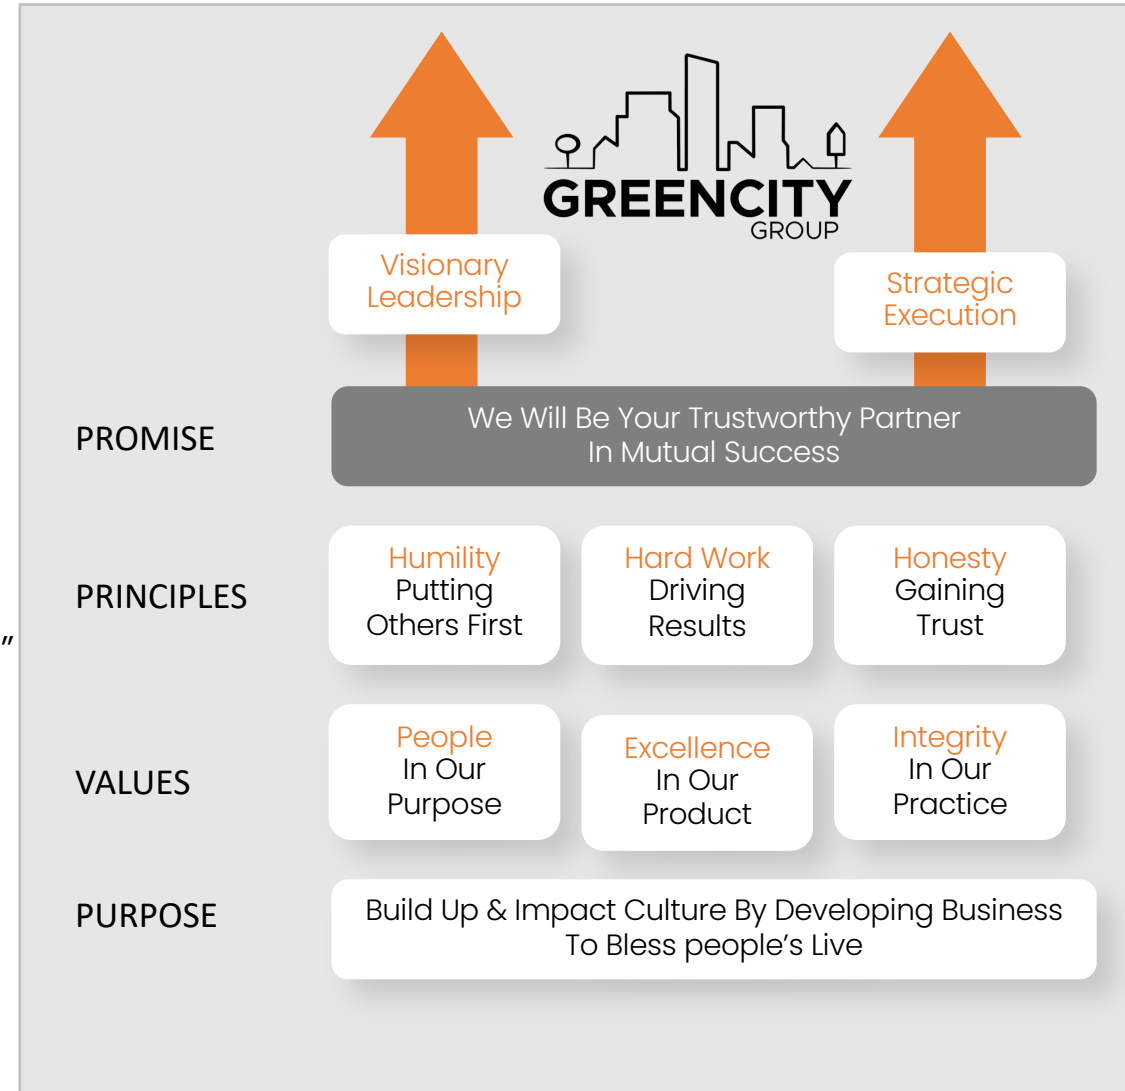 GREENCITY
GROUP
Visionary
Leadership
Strategic
Execution
PROMISE
We Will Be Your Trustworthy Partner
In Mutual Success
PRINCIPLES
Humility
Putting
Others First
Hard Work
Driving
Results
Honesty
Gaining
Trust
"
VALUES
People
In Our
Purpose
Excellence
In Our
Product
Integrity
In Our
Practice
PURPOSE
Build Up & Impact Culture By Developing Business
To Bless people's Live